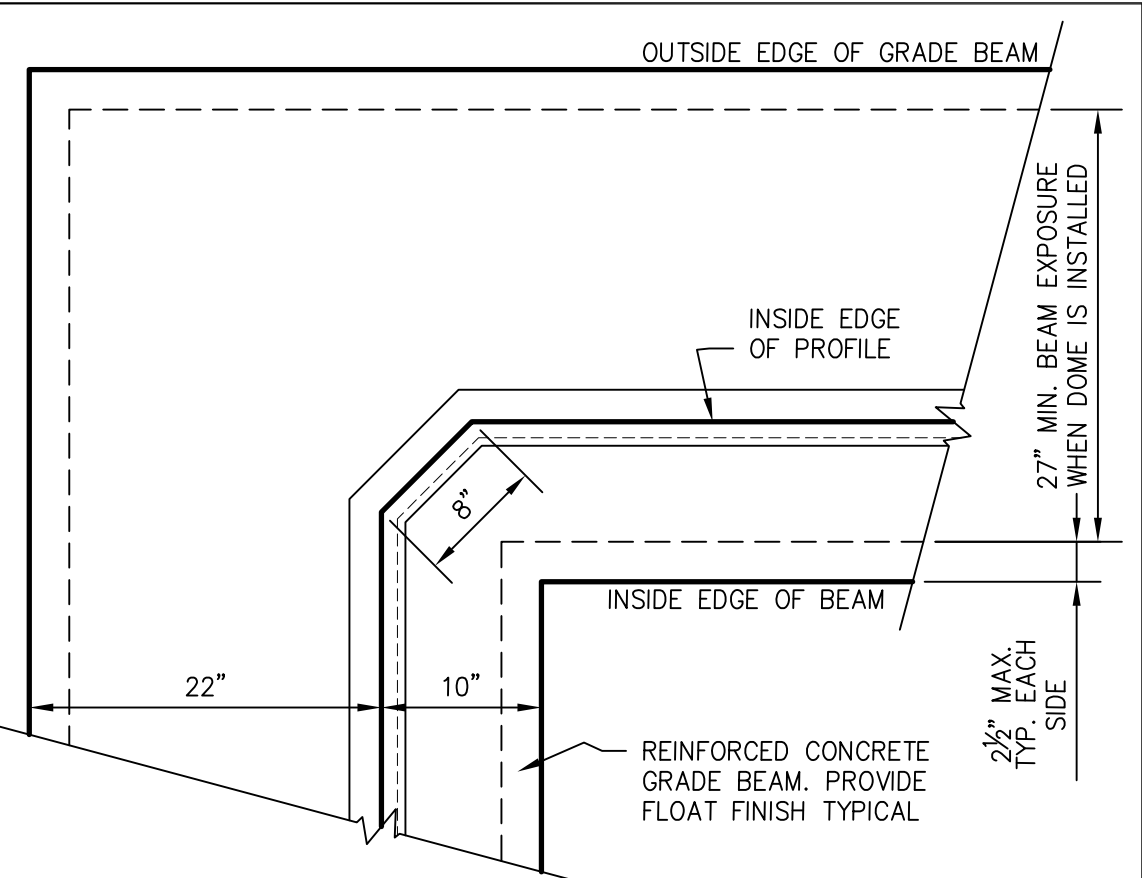 OUTSIDE EDGE OF GRADE BEAM
27" MIN. BEAM EXPOSURE
WHEN DOME IS INSTALLED
INSIDE EDGE
OF PROFILE
8"
INSIDE EDGE OF BEAM
22"
10"
2½" MAX.
TYP. EACH
SIDE
REINFORCED CONCRETE
GRADE BEAM. PROVIDE
FLOAT FINISH TYPICAL